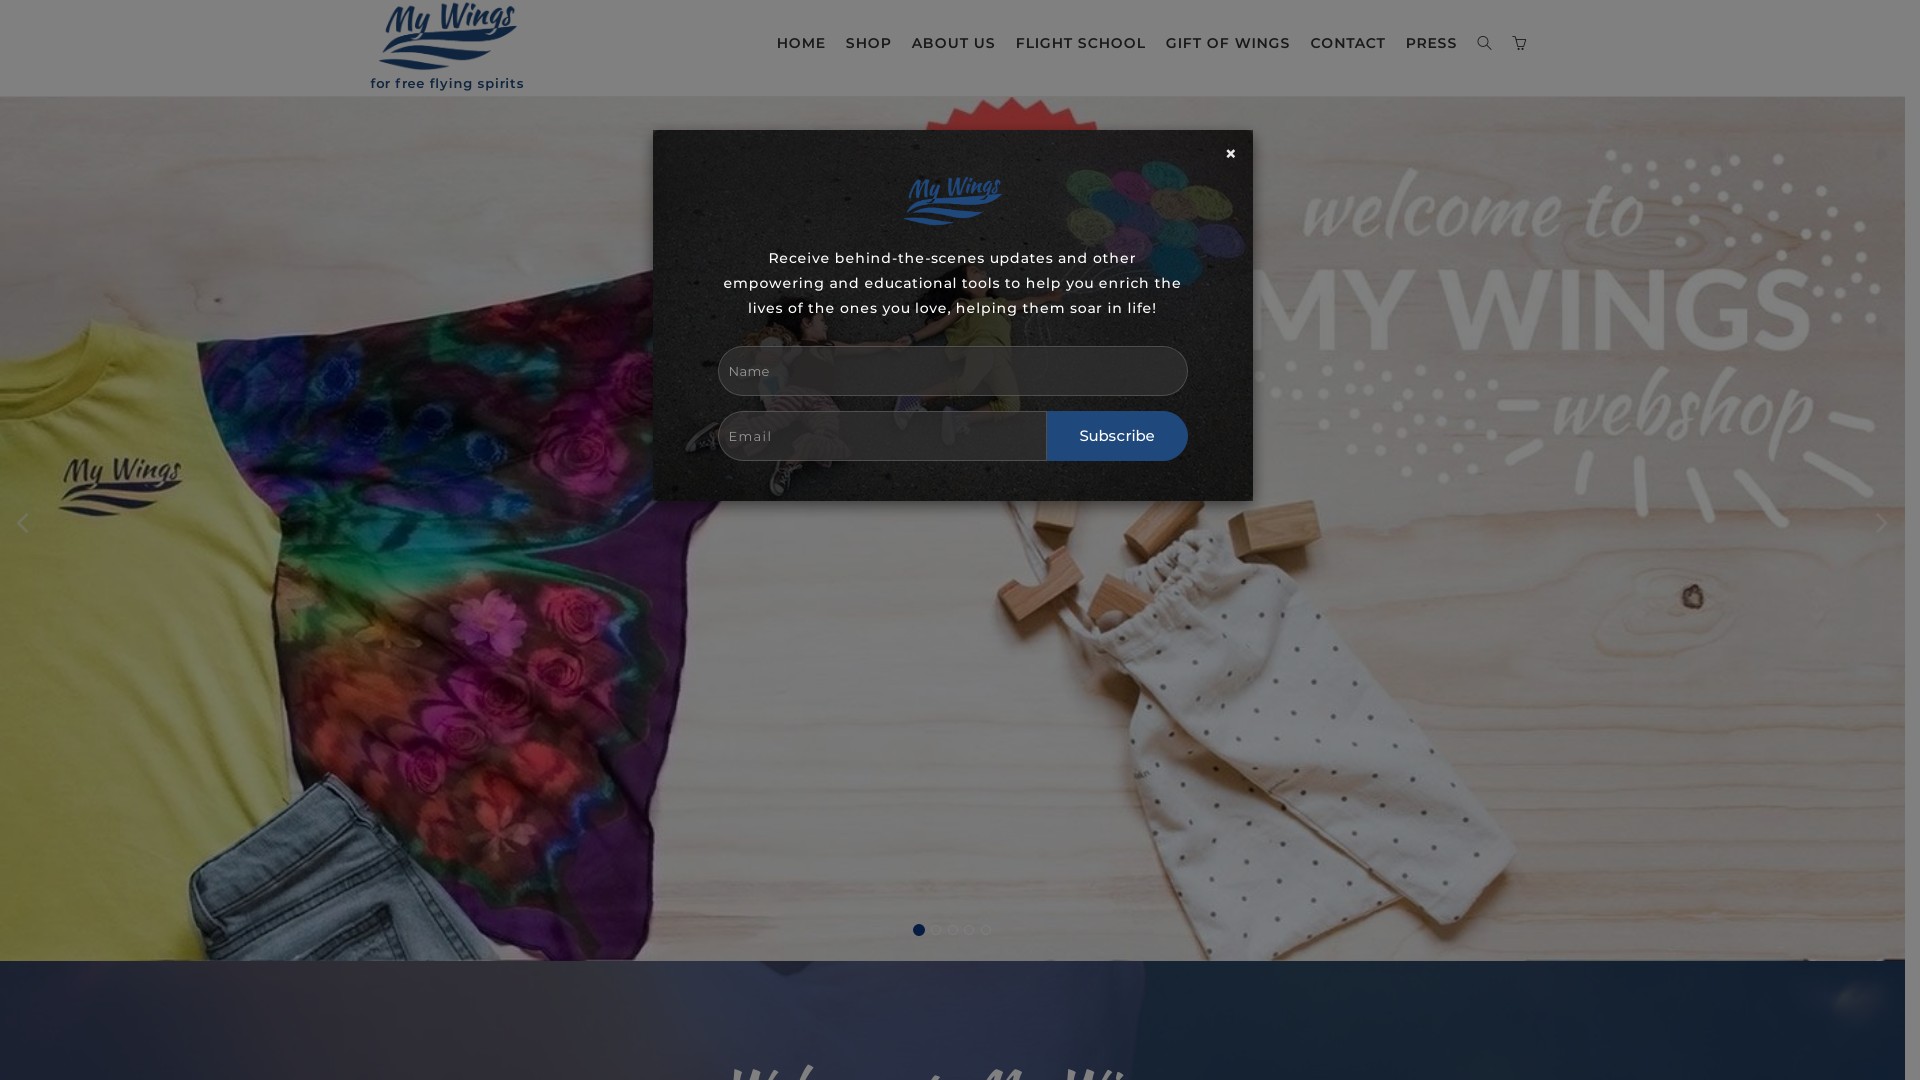 My Wings
for free flying spirits
HOME SHOP ABOUT US FLIGHT SCHOOL GIFT OF WINGS CONTACT PRESS
×
My Wings
Receive behind-the-scenes updates and other
empowering and educational tools to help you enrich the
lives of the ones you love, helping them soar in life!
Name
Email
Subscribe
welcome to
MY WINGS
webshop
My Wings